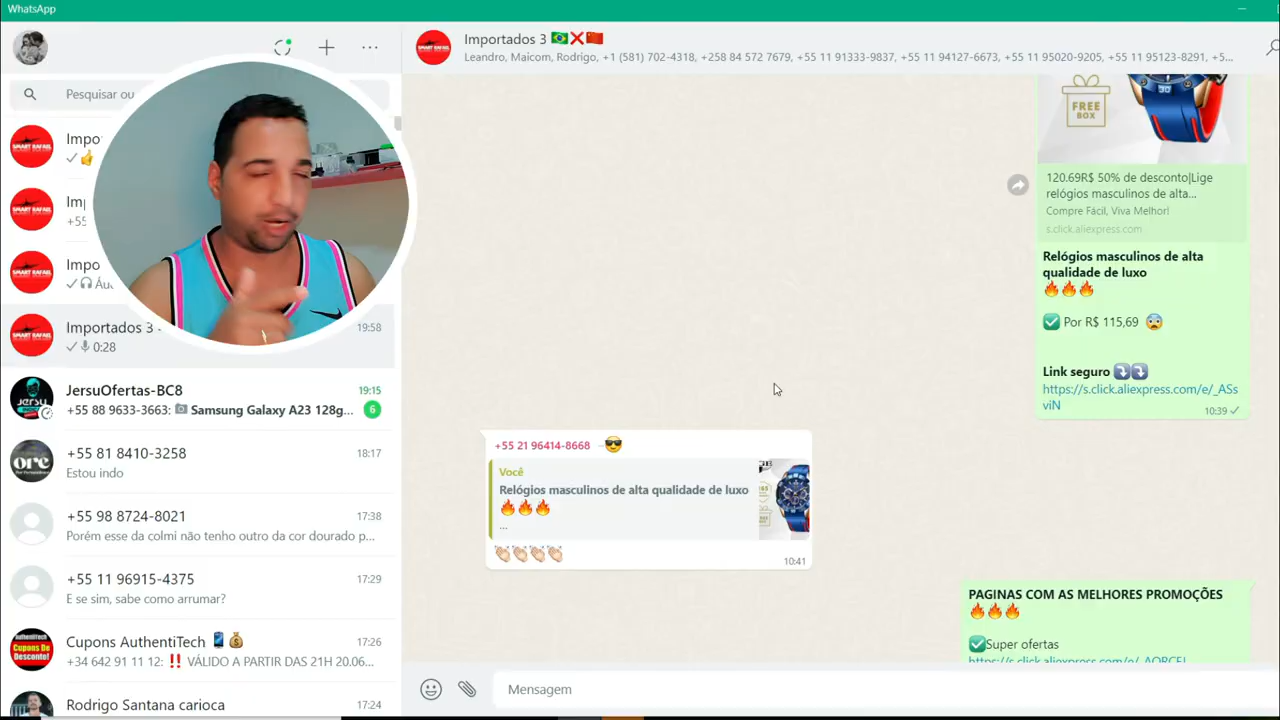 WhatsApp
Pesquisar ou
Impo
Im
+55
Impo
Áu
Importados 3
19:58
0:28
JersuOfertas-BC8
19:15
+55 88 9633-3663: Samsung Galaxy A23 128g...
6
+55 81 8410-3258
18:17
Estou indo
+55 98 8724-8021
17:38
Porém esse da colmi não tenho outro da cor dourado p...
+55 11 96915-4375
17:29
E se sim, sabe como arrumar?
Cupons AuthentiTech 📱💰
17:26
+34 642 91 11 12: ‼️ VÁLIDO A PARTIR DAS 21H 20.06...
Rodrigo Santana carioca
17:24
SMART RAFAEL
Importados 3 🇧🇷❌🇨🇳
Leandro, Maicom, Rodrigo, +1 (581) 702-4318, +258 84 572 7679, +55 11 91333-9837, +55 11 94127-6673, +55 11 95020-9205, +55 11 95123-8291, +5...
FREE
BOX
30
120.69R$ 50% de desconto|Lige
relógios masculinos de alta...
Compre Fácil, Viva Melhor!
s.click.aliexpress.com
Relógios masculinos de alta
qualidade de luxo
🔥🔥🔥
✅ Por R$ 115,69 😨
Link seguro ⤵️⤵️
https://s.click.aliexpress.com/e/_ASs
viN
10:39
+55 21 96414-8668 ~😎
Você
Relógios masculinos de alta qualidade de luxo
🔥🔥🔥
...
👏🏻👏🏻👏🏻👏🏻
10:41
PAGINAS COM AS MELHORES PROMOÇÕES
🔥🔥🔥
✅Super ofertas
Mensagem